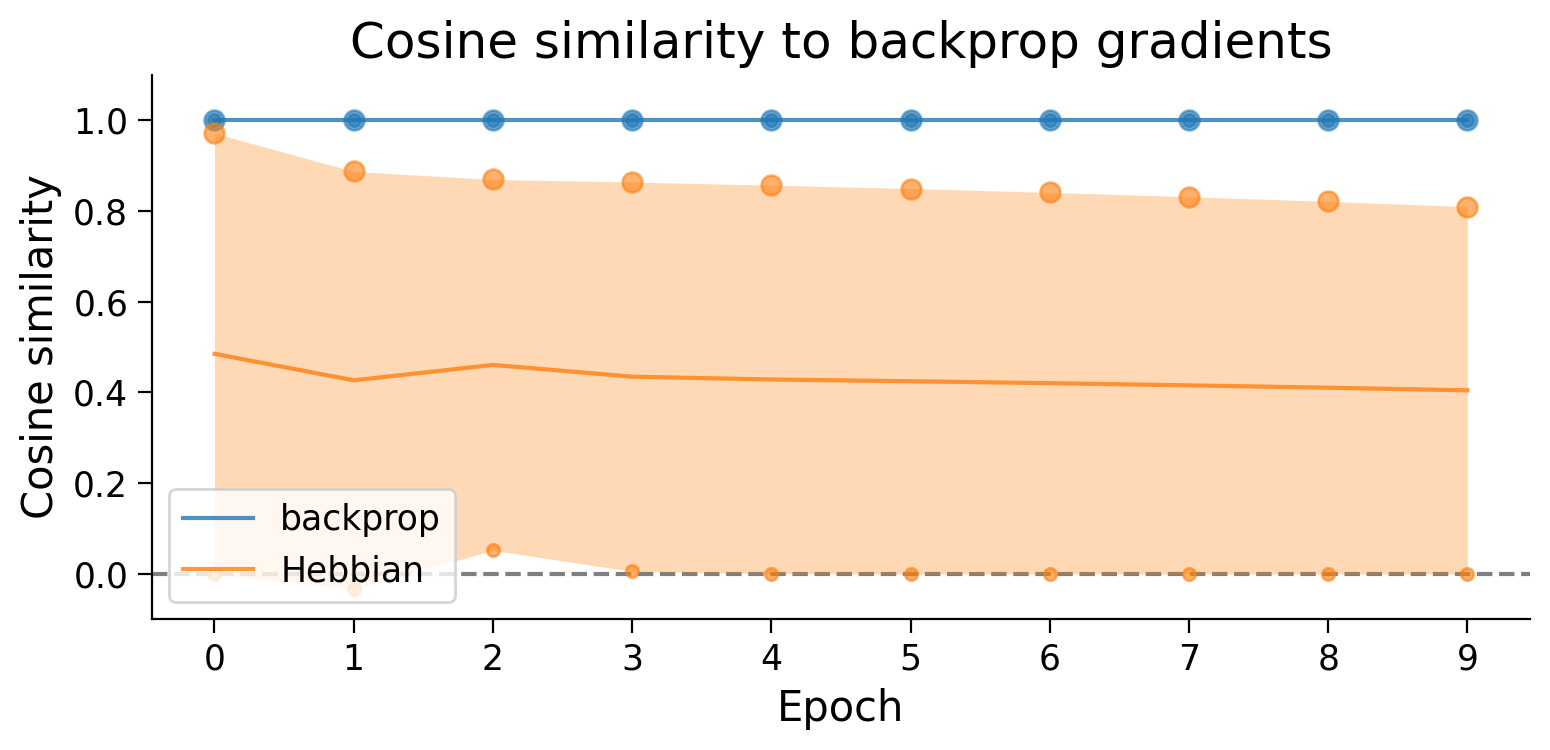 Cosine similarity to backprop gradients
Cosine similarity
1.0
0.8
0.6
0.4
0.2
0.0
backprop
Hebbian
0 1 2 3 4 5 6 7 8 9
Epoch